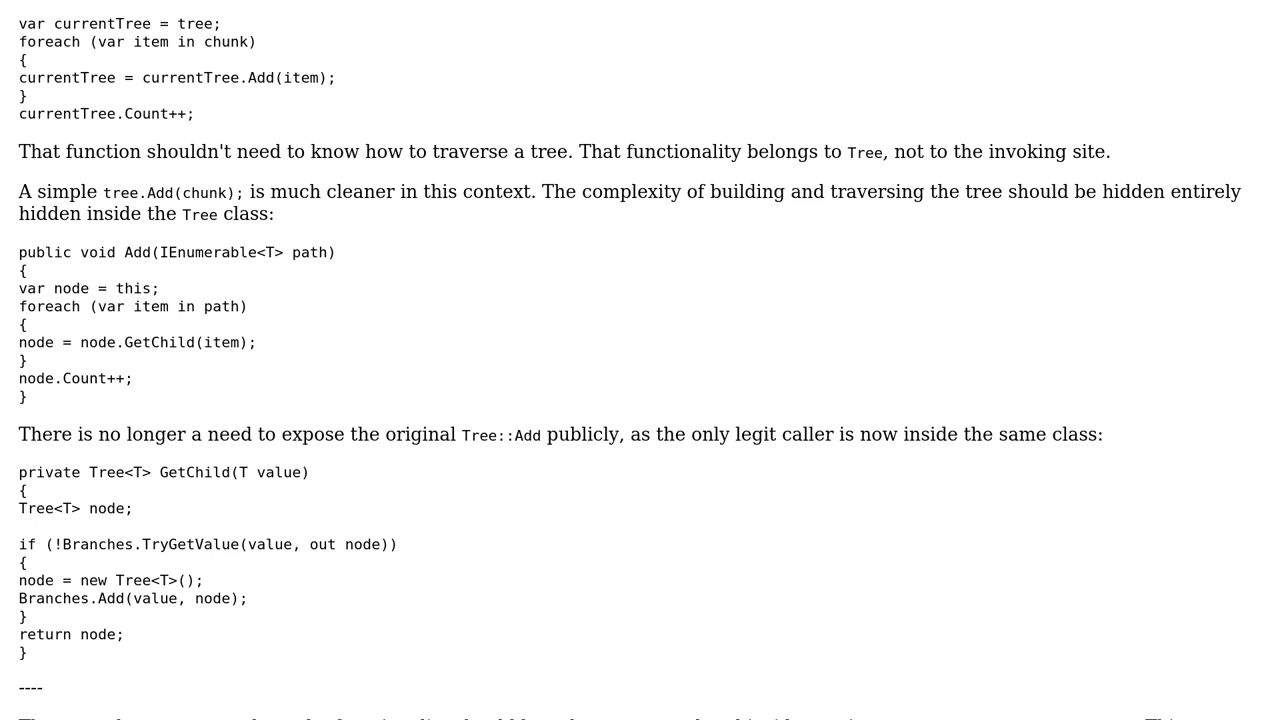 var currentTree = tree;
foreach (var item in chunk)
{
currentTree = currentTree.Add(item);
}
currentTree.Count++;
That function shouldn't need to know how to traverse a tree. That functionality belongs to Tree, not to the invoking site.
A simple tree.Add(chunk); is much cleaner in this context. The complexity of building and traversing the tree should be hidden entirely
hidden inside the Tree class:
public void Add(IEnumerable<T> path)
{
var node = this;
foreach (var item in path)
{
node = node.GetChild(item);
}
node.Count++;
}
There is no longer a need to expose the original Tree::Add publicly, as the only legit caller is now inside the same class:
private Tree<T> GetChild(T value)
{
Tree<T> node;
if (!Branches.TryGetValue(value, out node))
{
node = new Tree<T>();
Branches.Add(value, node);
}
return node;
}
----